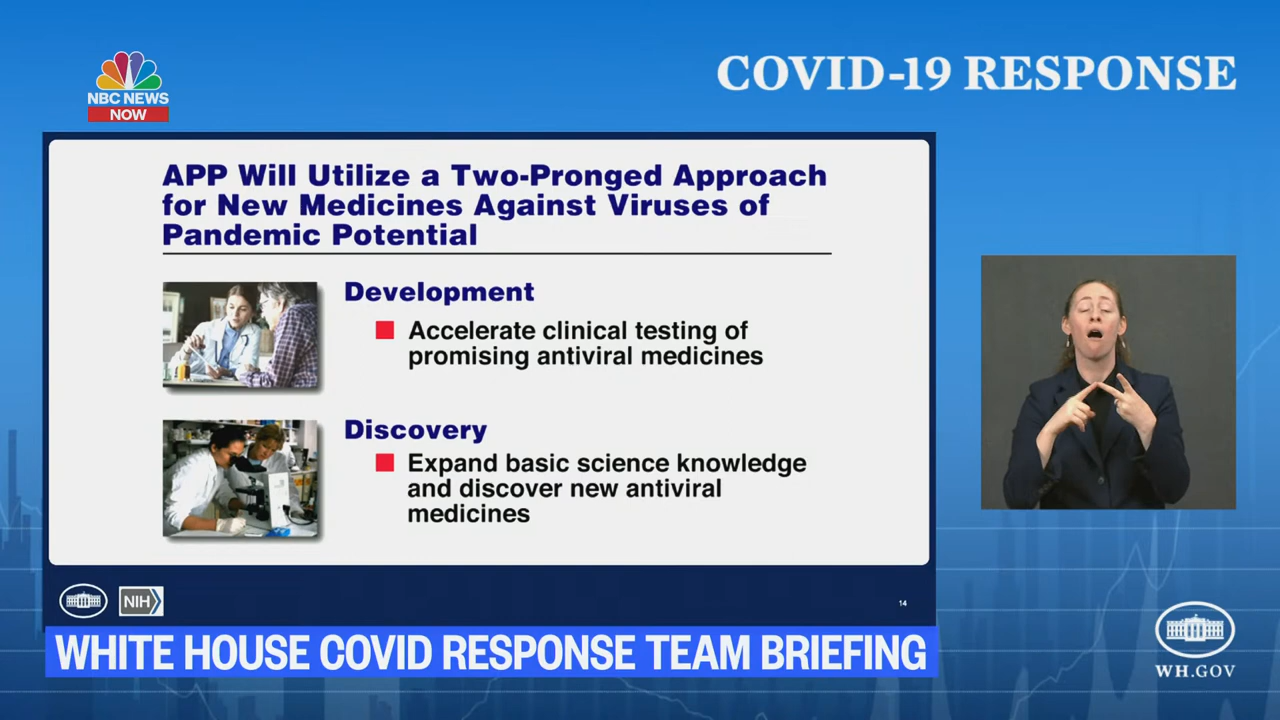 NBC NEWS
NOW
COVID-19 RESPONSE
APP Will Utilize a Two-Pronged Approach
for New Medicines Against Viruses of
Pandemic Potential
Development
Accelerate clinical testing of
promising antiviral medicines
Discovery
Expand basic science knowledge
and discover new antiviral
medicines
NIH
14
WHITE HOUSE COVID RESPONSE TEAM BRIEFING
WH.GOV